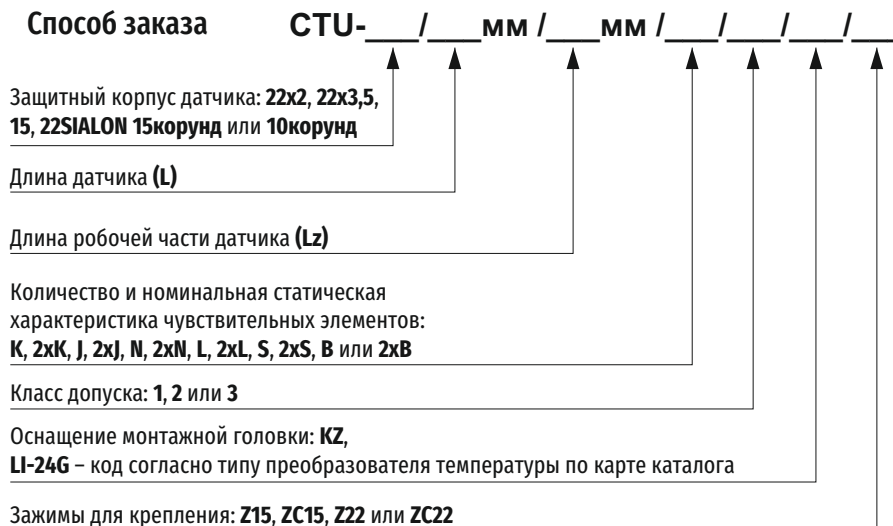 Способ заказа CTU-___/___мм /___мм /___/___/___/___
Защитный корпус датчика: 22x2, 22x3,5,
15, 22SIALON 15корунд или 10корунд
Длина датчика (L)
Длина робочей части датчика (Lz)
Количество и номинальная статическая
характеристика чувствительных элементов:
K, 2xK, J, 2xJ, N, 2xN, L, 2xL, S, 2xS, B или 2xB
Класс допуска: 1, 2 или 3
Оснащение монтажной головки: KZ,
LI-24G – код согласно типу преобразователя температуры по карте каталога
Зажимы для крепления: Z15, ZC15, Z22 или ZC22